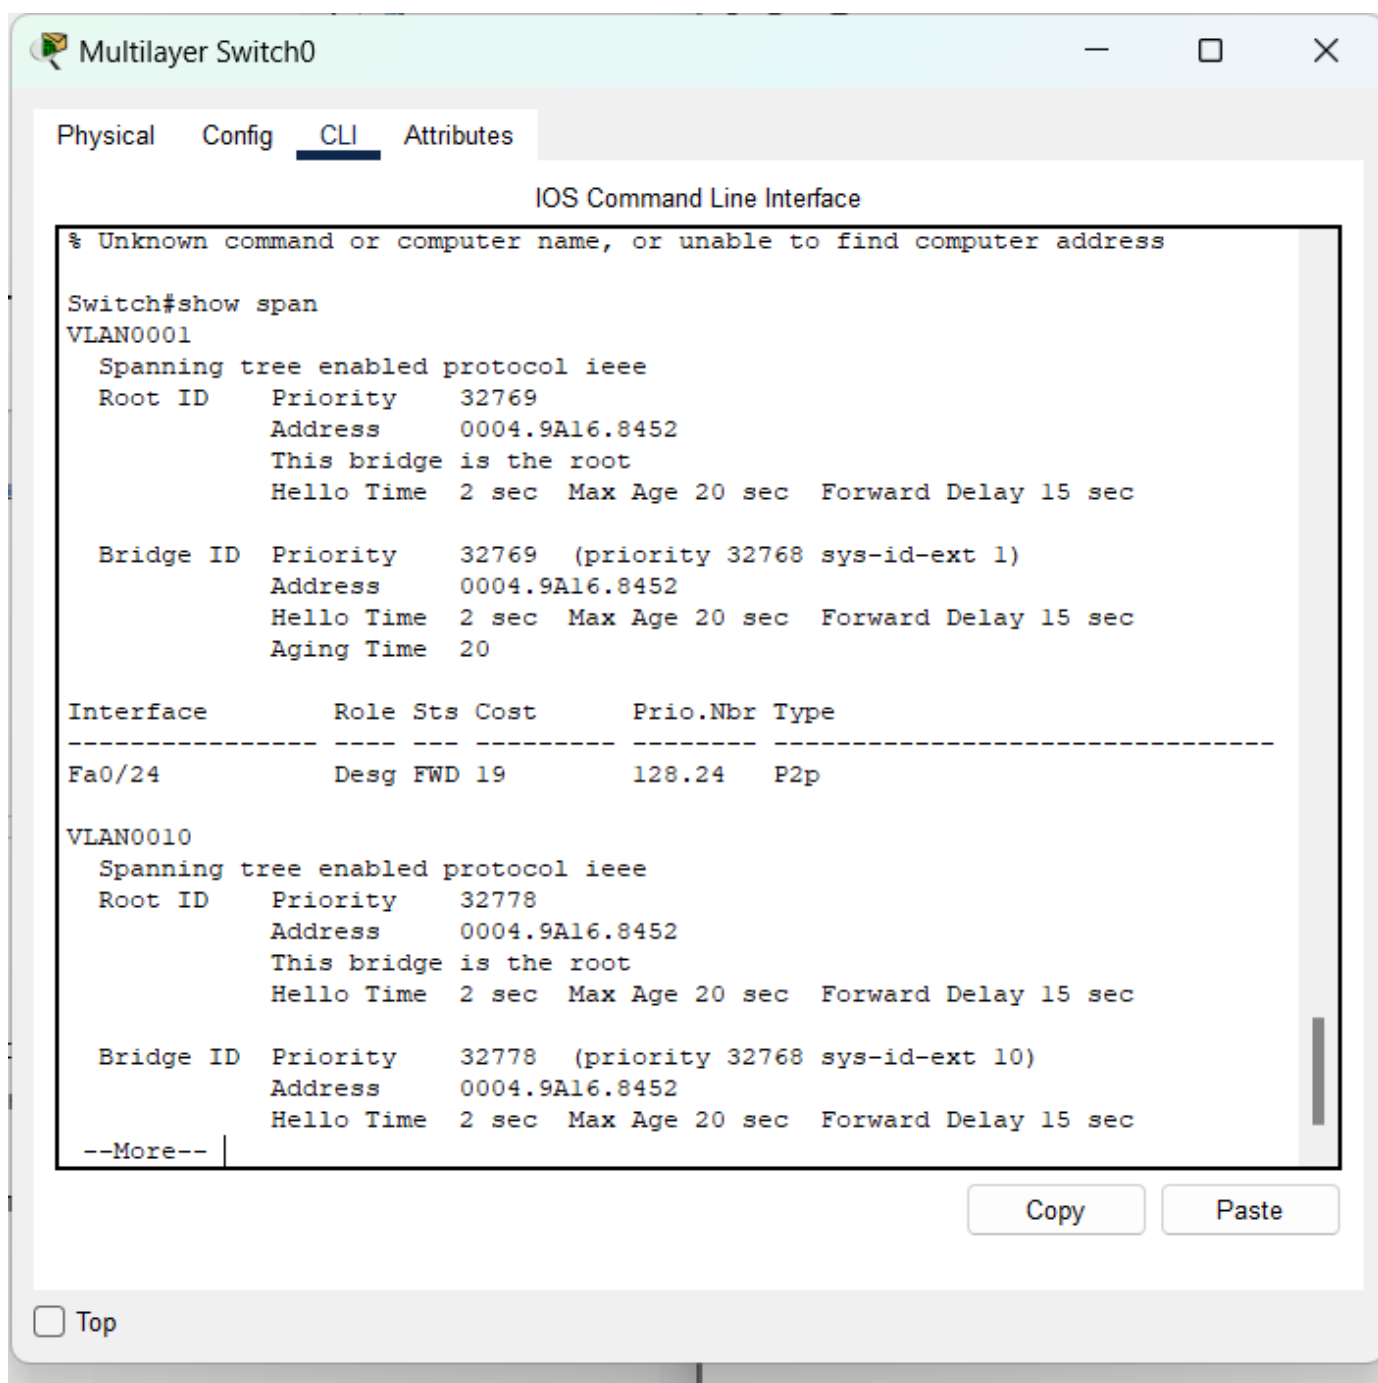 Multilayer Switch0
Physical Config CLI Attributes
IOS Command Line Interface
% Unknown command or computer name, or unable to find computer address
Switch#show span
VLAN0001
  Spanning tree enabled protocol ieee
  Root ID    Priority    32769
             Address     0004.9A16.8452
             This bridge is the root
             Hello Time  2 sec  Max Age 20 sec  Forward Delay 15 sec
  Bridge ID  Priority    32769  (priority 32768 sys-id-ext 1)
             Address     0004.9A16.8452
             Hello Time  2 sec  Max Age 20 sec  Forward Delay 15 sec
             Aging Time  20
Interface        Role Sts Cost      Prio.Nbr Type
---------------- ---- --- --------- -------- --------------------------------
Fa0/24           Desg FWD 19        128.24   P2p
VLAN0010
  Spanning tree enabled protocol ieee
  Root ID    Priority    32778
             Address     0004.9A16.8452
             This bridge is the root
             Hello Time  2 sec  Max Age 20 sec  Forward Delay 15 sec
  Bridge ID  Priority    32778  (priority 32768 sys-id-ext 10)
             Address     0004.9A16.8452
             Hello Time  2 sec  Max Age 20 sec  Forward Delay 15 sec
 --More--
Copy Paste
Top